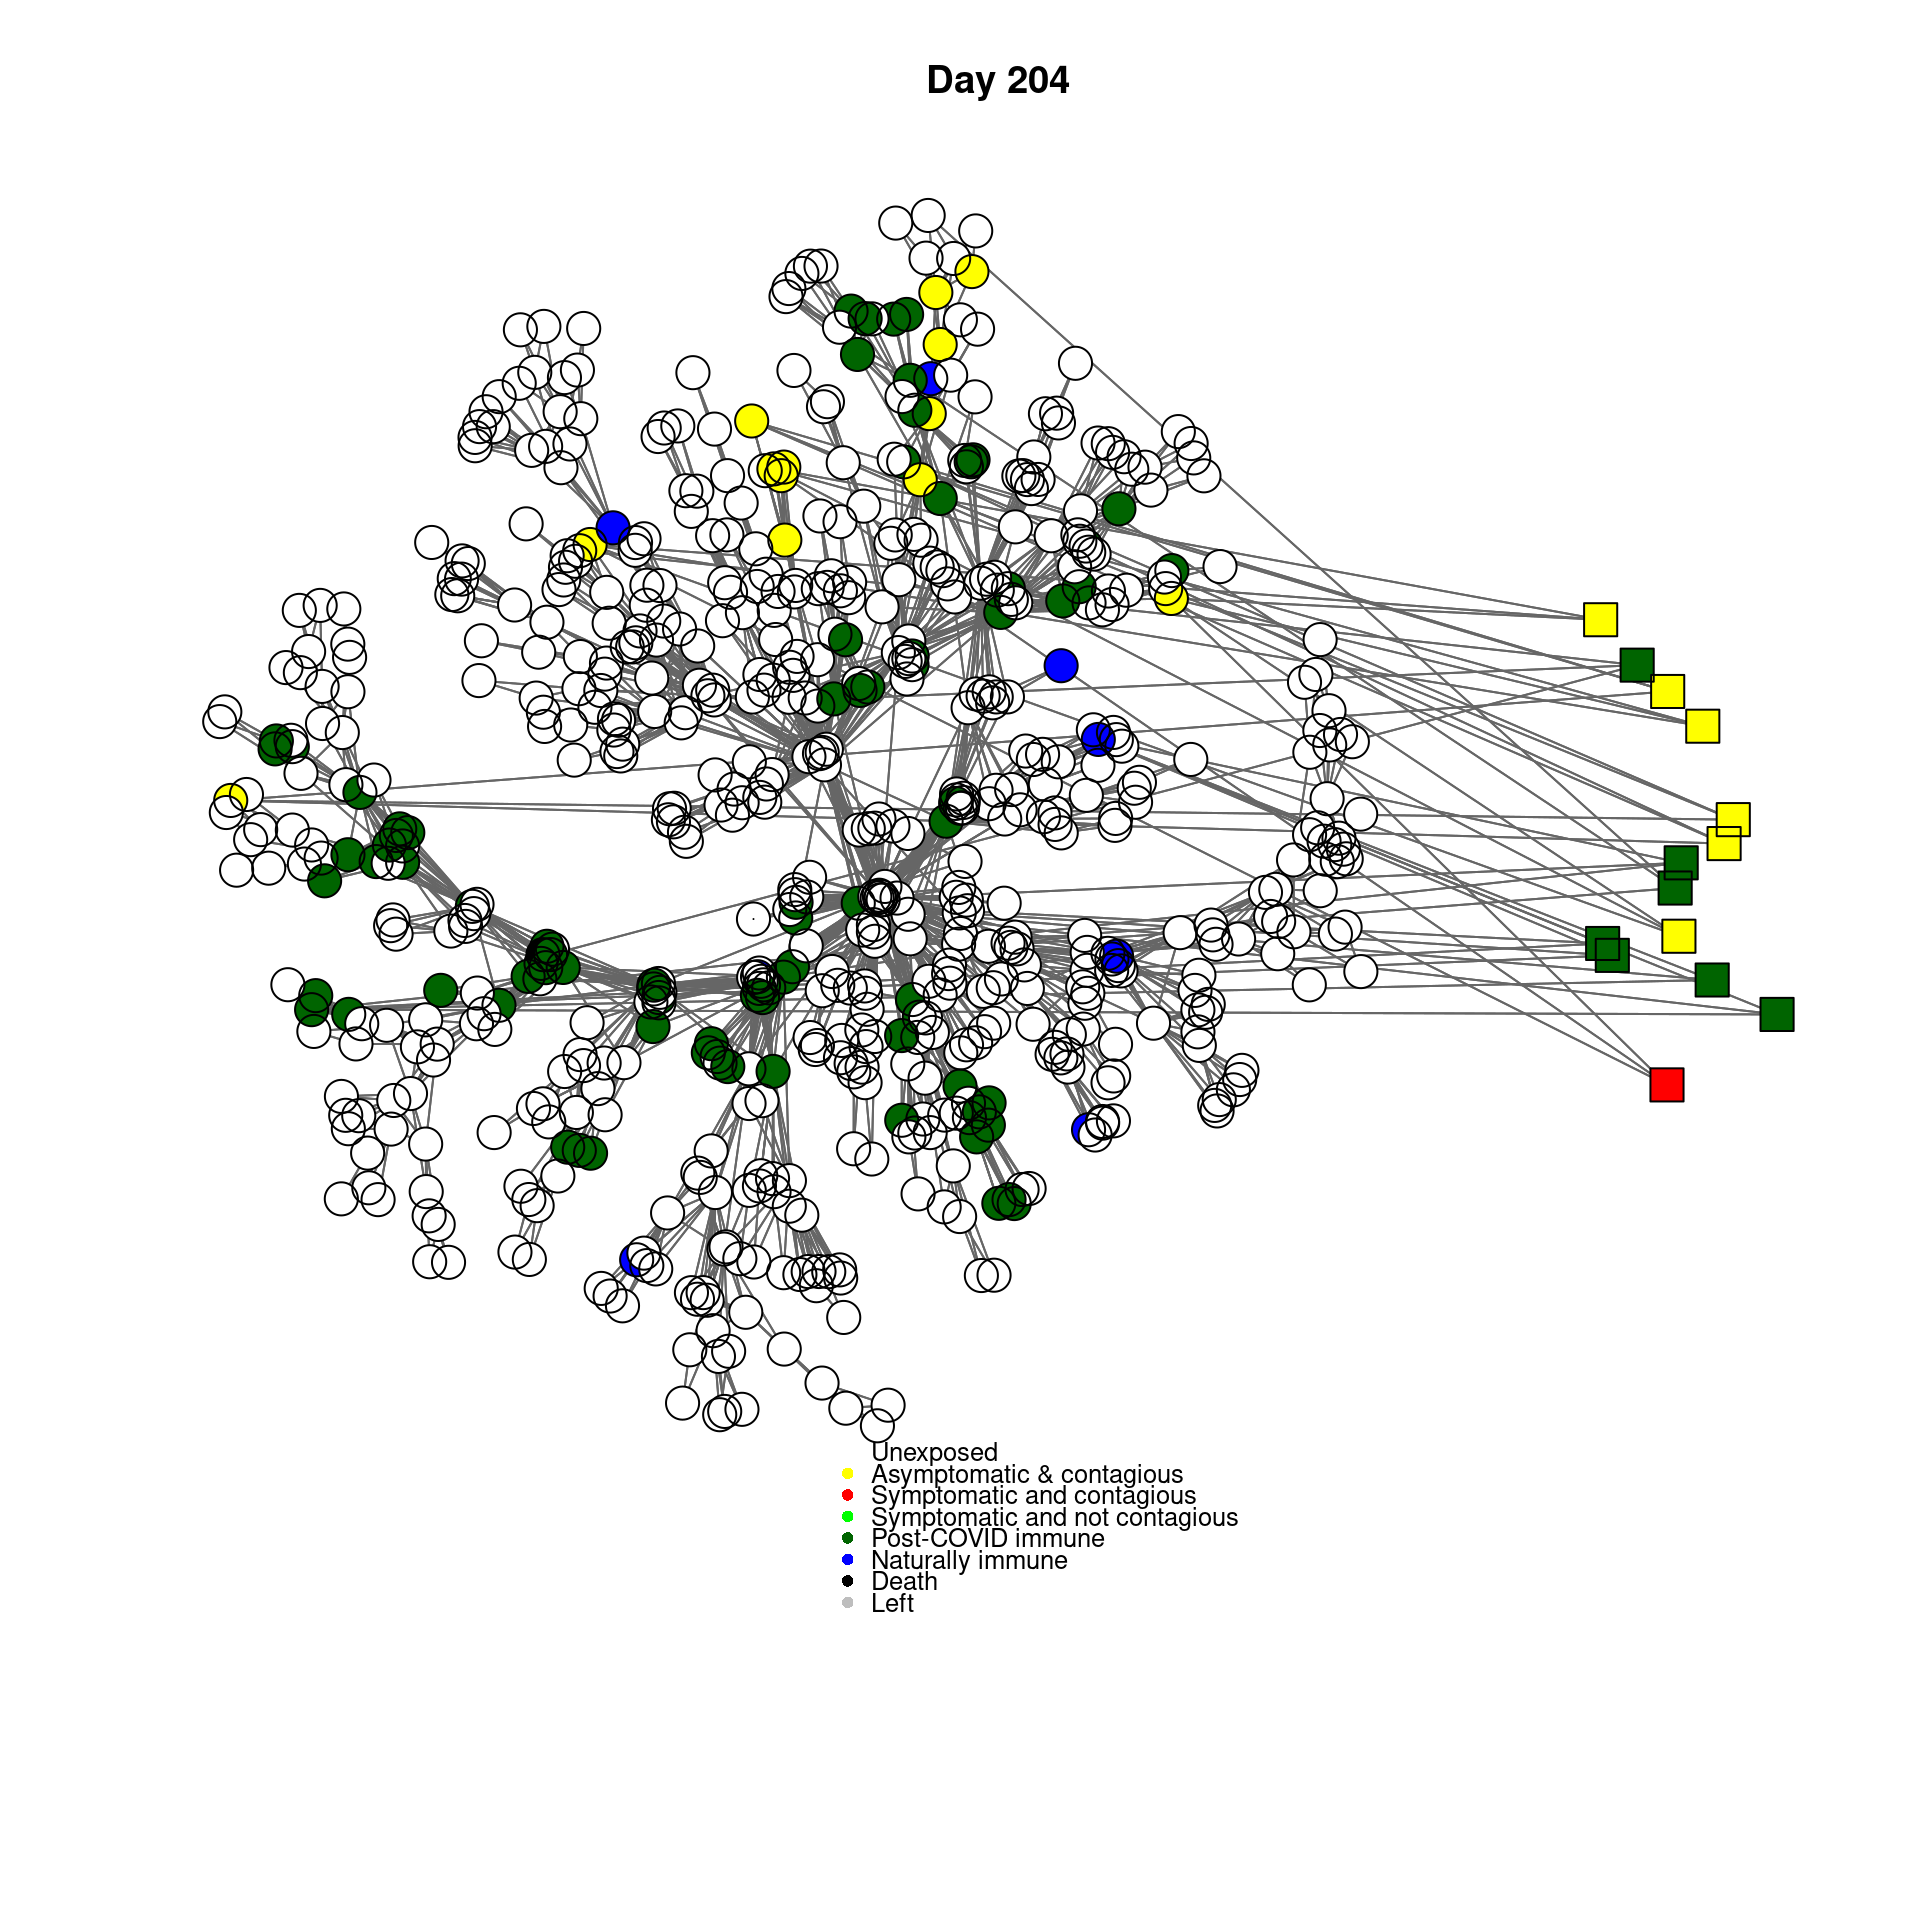 Day 204
Unexposed
Asymptomatic & contagious
Symptomatic and contagious
Symptomatic and not contagious
Post-COVID immune
Naturally immune
Death
Left